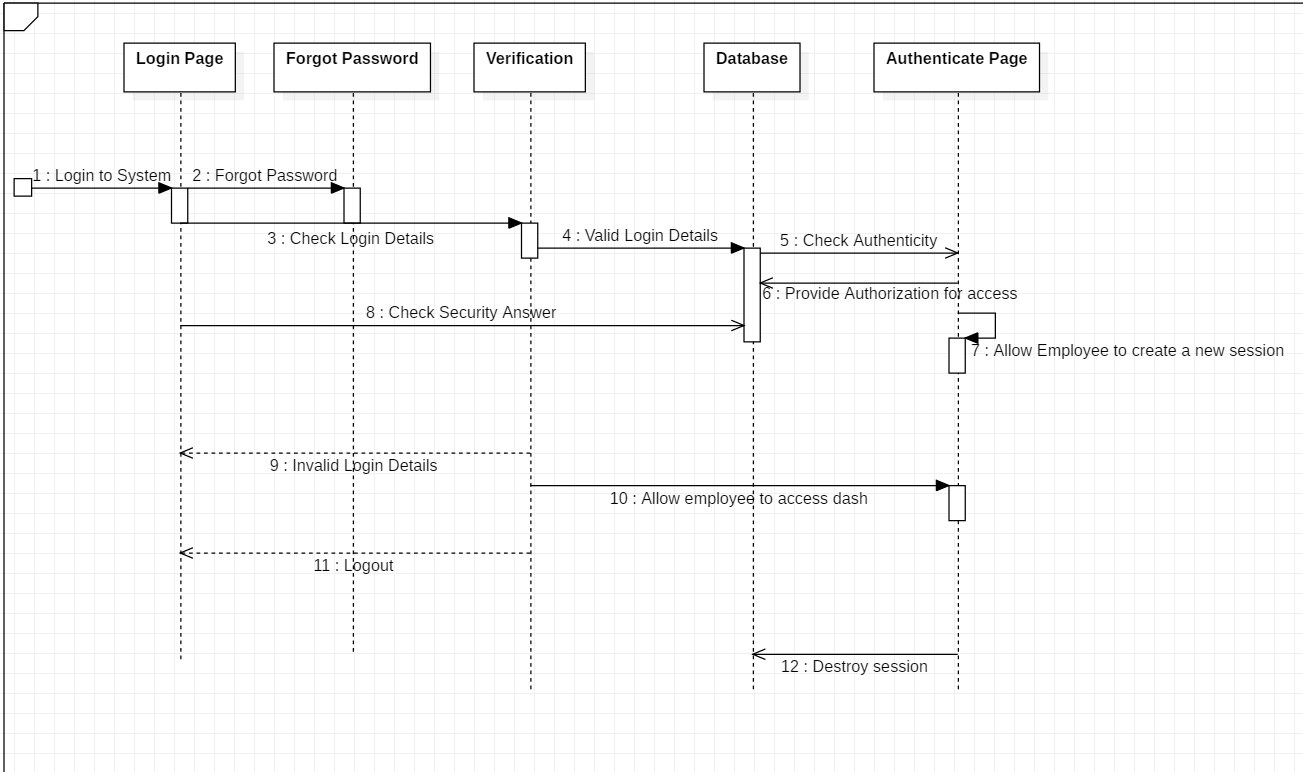 Login Page
Forgot Password
Verification
Database
Authenticate Page
1 : Login to System
2 : Forgot Password
3 : Check Login Details
4 : Valid Login Details
5 : Check Authenticity
6 : Provide Authorization for access
8 : Check Security Answer
7 : Allow Employee to create a new session
9 : Invalid Login Details
10 : Allow employee to access dash
11 : Logout
12 : Destroy session